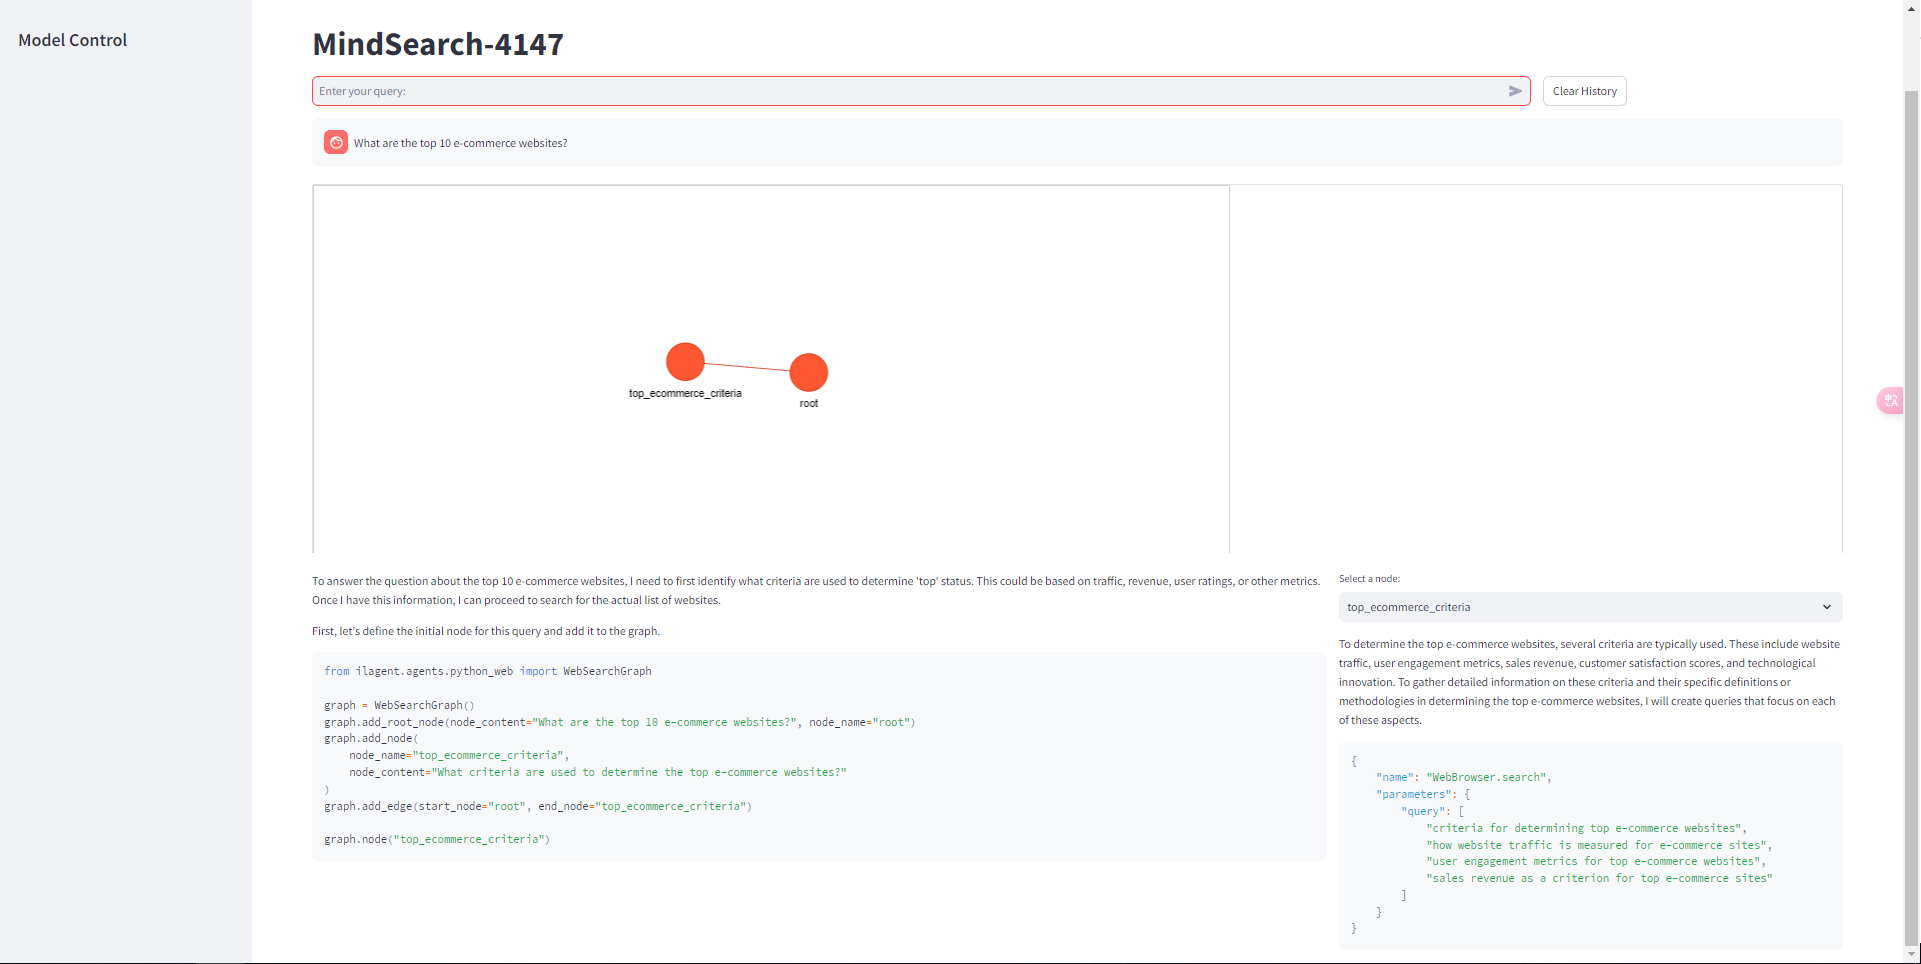 Model Control
MindSearch-4147
Enter your query:
Clear History
What are the top 10 e-commerce websites?
top_ecommerce_criteria
root
To answer the question about the top 10 e-commerce websites, I need to first identify what criteria are used to determine 'top' status. This could be based on traffic, revenue, user ratings, or other metrics.
Once I have this information, I can proceed to search for the actual list of websites.
First, let's define the initial node for this query and add it to the graph.
from ilagent.agents.python_web import WebSearchGraph
graph = WebSearchGraph()
graph.add_root_node(node_content="What are the top 10 e-commerce websites?", node_name="root")
graph.add_node(
    node_name="top_ecommerce_criteria",
    node_content="What criteria are used to determine the top e-commerce websites?"
)
graph.add_edge(start_node="root", end_node="top_ecommerce_criteria")
graph.node("top_ecommerce_criteria")
Select a node:
top_ecommerce_criteria
To determine the top e-commerce websites, several criteria are typically used. These include website
traffic, user engagement metrics, sales revenue, customer satisfaction scores, and technological
innovation. To gather detailed information on these criteria and their specific definitions or
methodologies in determining the top e-commerce websites, I will create queries that focus on each
of these aspects.
{
    "name": "WebBrowser.search",
    "parameters": {
        "query": [
            "criteria for determining top e-commerce websites",
            "how website traffic is measured for e-commerce sites",
            "user engagement metrics for top e-commerce websites",
            "sales revenue as a criterion for top e-commerce sites"
        ]
    }
}